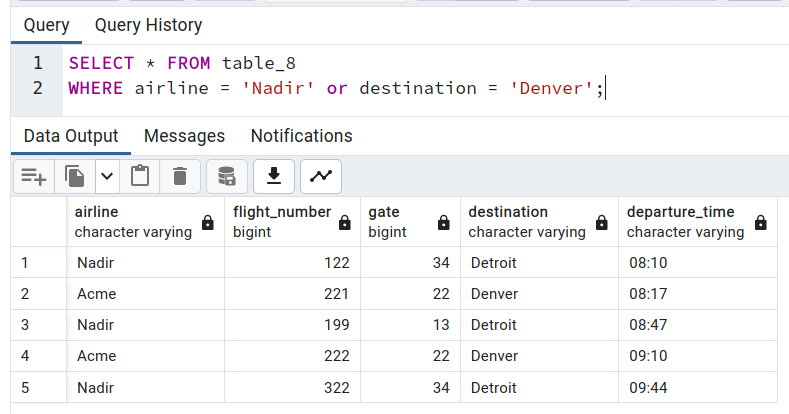 Query Query History
1 SELECT * FROM table_8
2 WHERE airline = 'Nadir' or destination = 'Denver';
Data Output Messages Notifications
airline flight_number gate destination departure_time
character varying bigint bigint character varying character varying
1 Nadir 122 34 Detroit 08:10
2 Acme 221 22 Denver 08:17
3 Nadir 199 13 Detroit 08:47
4 Acme 222 22 Denver 09:10
5 Nadir 322 34 Detroit 09:44